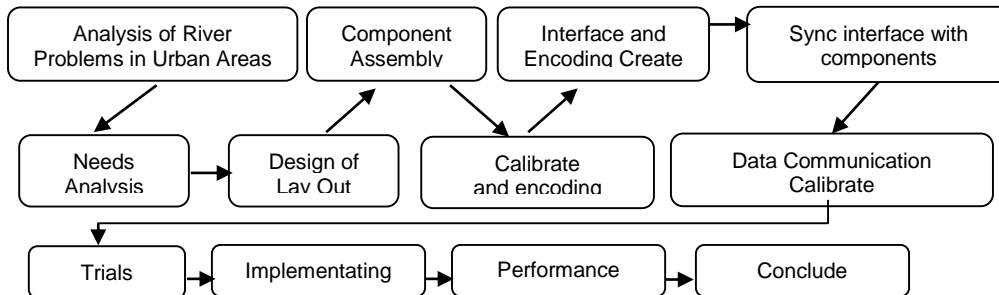 Analysis of River
Problems in Urban Areas
Component
Assembly
Interface and
Encoding Create
Sync interface with
components
Needs
Analysis
Design of
Lay Out
Calibrate
and encoding
Data Communication
Calibrate
Trials
Implementating
Performance
Conclude